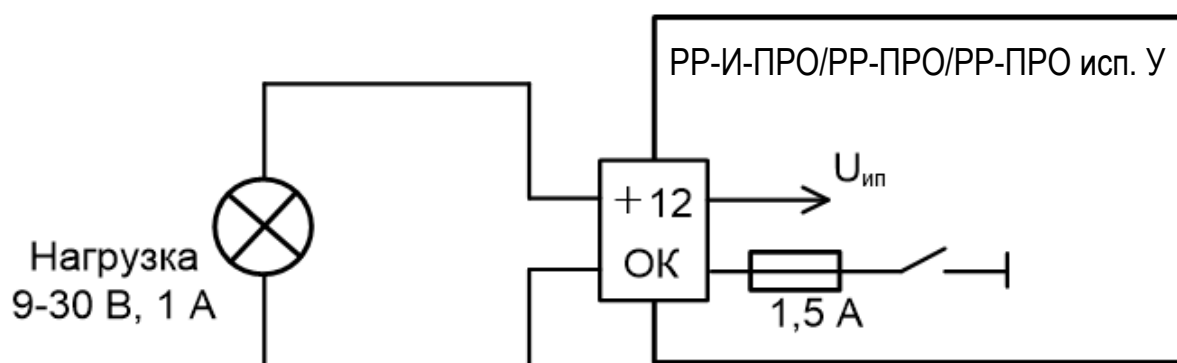 РР-И-ПРО/РР-ПРО/РР-ПРО исп. У
+12
Uип
ОК
1,5 А
Нагрузка
9-30 В, 1 А